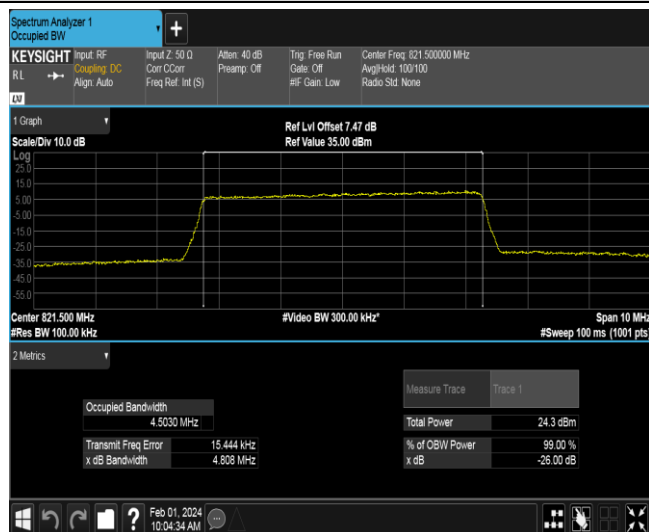 Spectrum Analyzer 1
Occupied BW
+
KEYSIGHT Input: RF Input Z: 50 Ω Atten: 40 dB Trig: Free Run Center Freq: 821.500000 MHz
RL Coupling: DC Corr CCorr Preamp: Off Gate: Off Avg|Hold: 100/100
Align: Auto Freq Ref: Int (S) #IF Gain: Low Radio Std: None
LXI
1 Graph
Ref Lvl Offset 7.47 dB
Scale/Div 10.0 dB Ref Value 35.00 dBm
Log
25.0
15.0
5.00
-5.00
-15.0
-25.0
-35.0
-45.0
-55.0
Center 821.500 MHz #Video BW 300.00 kHz* Span 10 MHz
#Res BW 100.00 kHz #Sweep 100 ms (1001 pts)
2 Metrics
Measure Trace Trace 1
Occupied Bandwidth
4.5030 MHz Total Power 24.3 dBm
Transmit Freq Error 15.444 kHz % of OBW Power 99.00 %
x dB Bandwidth 4.808 MHz x dB -26.00 dB
? Feb 01, 2024
10:04:34 AM